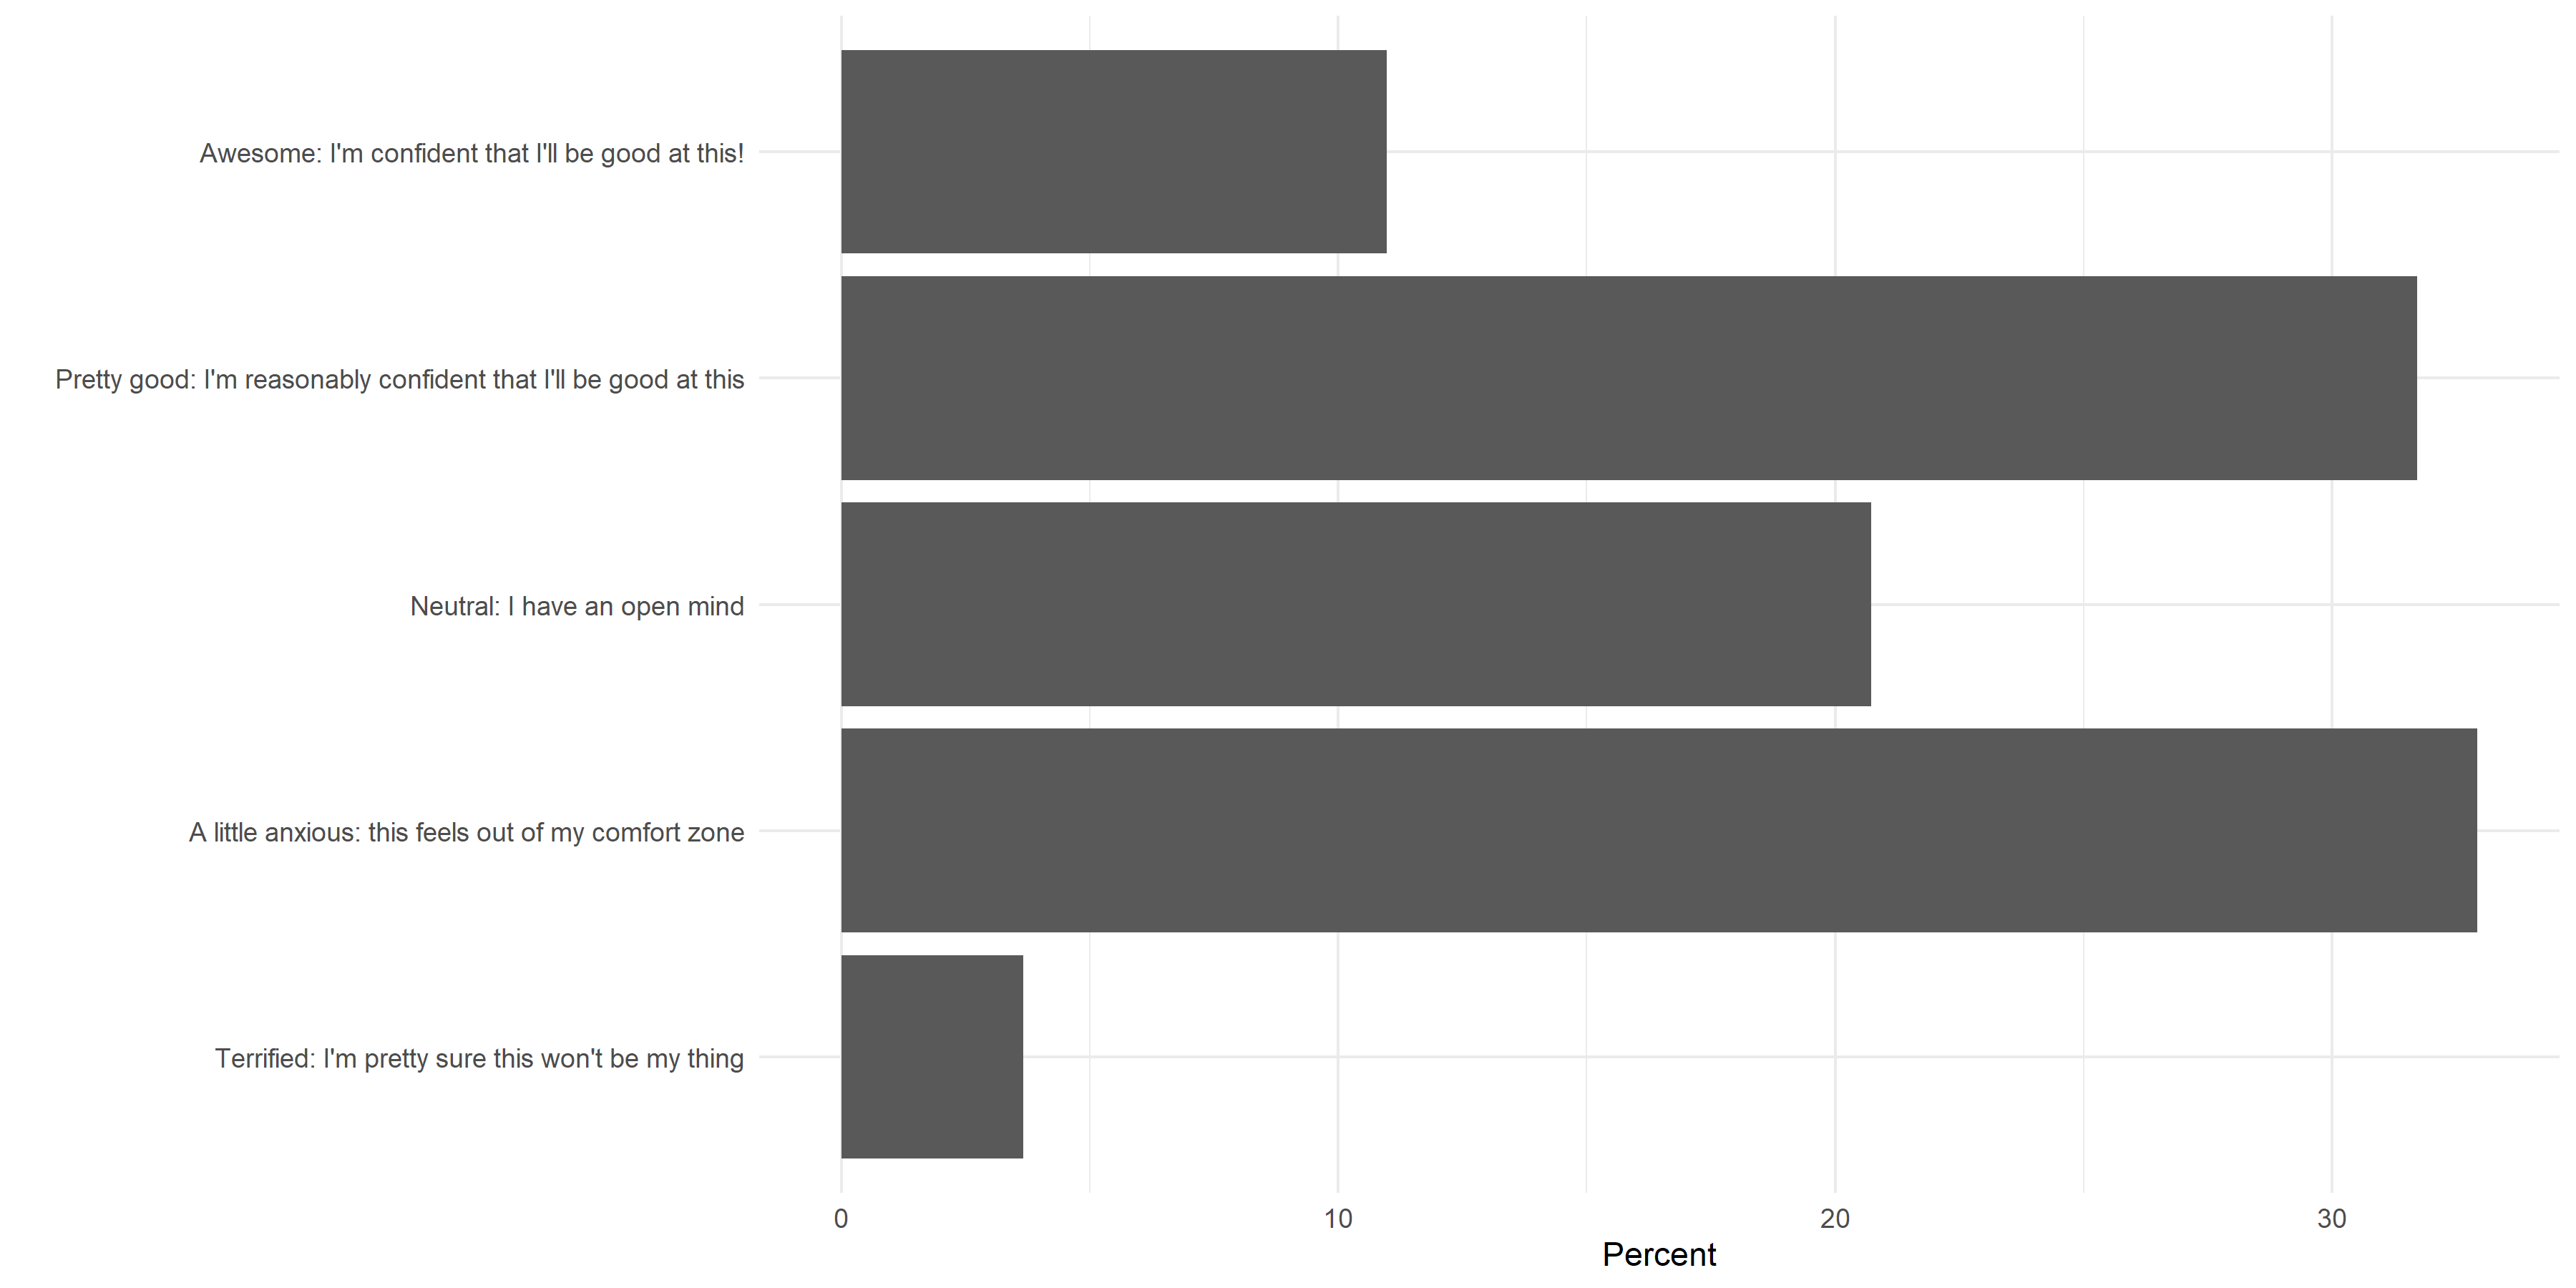 Awesome: I'm confident that I'll be good at this!
Pretty good: I'm reasonably confident that I'll be good at this
Neutral: I have an open mind
A little anxious: this feels out of my comfort zone
Terrified: I'm pretty sure this won't be my thing
0 10 20 30
Percent